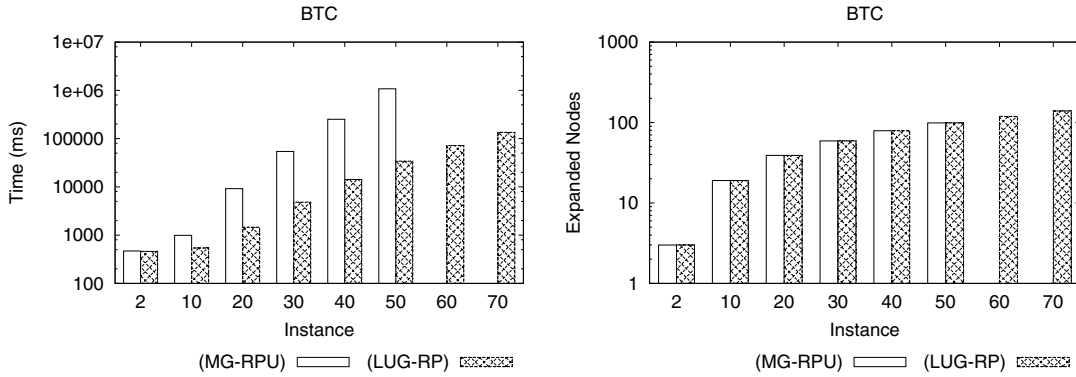 BTC
1e+07
1e+06
100000
10000
1000
100
Time (ms)
2 10 20 30 40 50 60 70
Instance
(MG-RPU) (LUG-RP)
BTC
1000
100
10
1
Expanded Nodes
2 10 20 30 40 50 60 70
Instance
(MG-RPU) (LUG-RP)